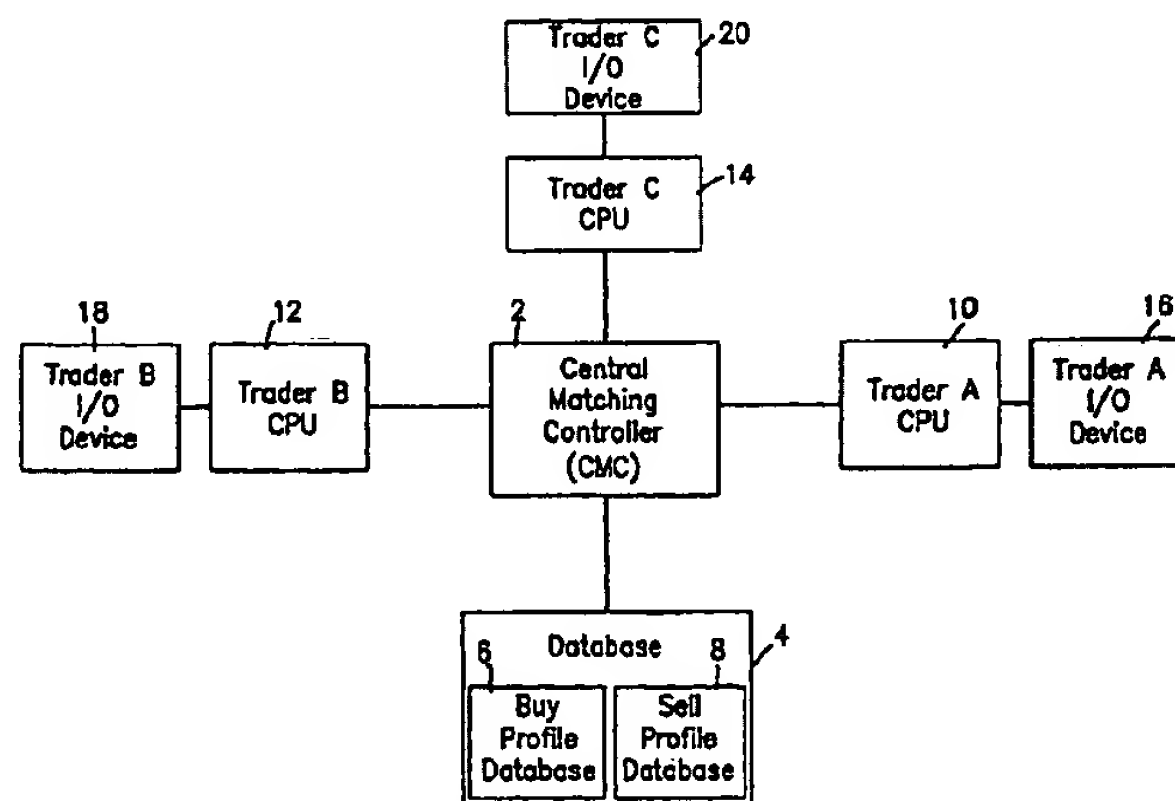 20
Trader C
I/O
Device
14
Trader C
CPU
18
Trader B
I/O
Device
12
Trader B
CPU
2
Central
Matching
Controller
(CMC)
10
Trader A
CPU
16
Trader A
I/O
Device
Database
4
6
Buy
Profile
Database
8
Sell
Profile
Database